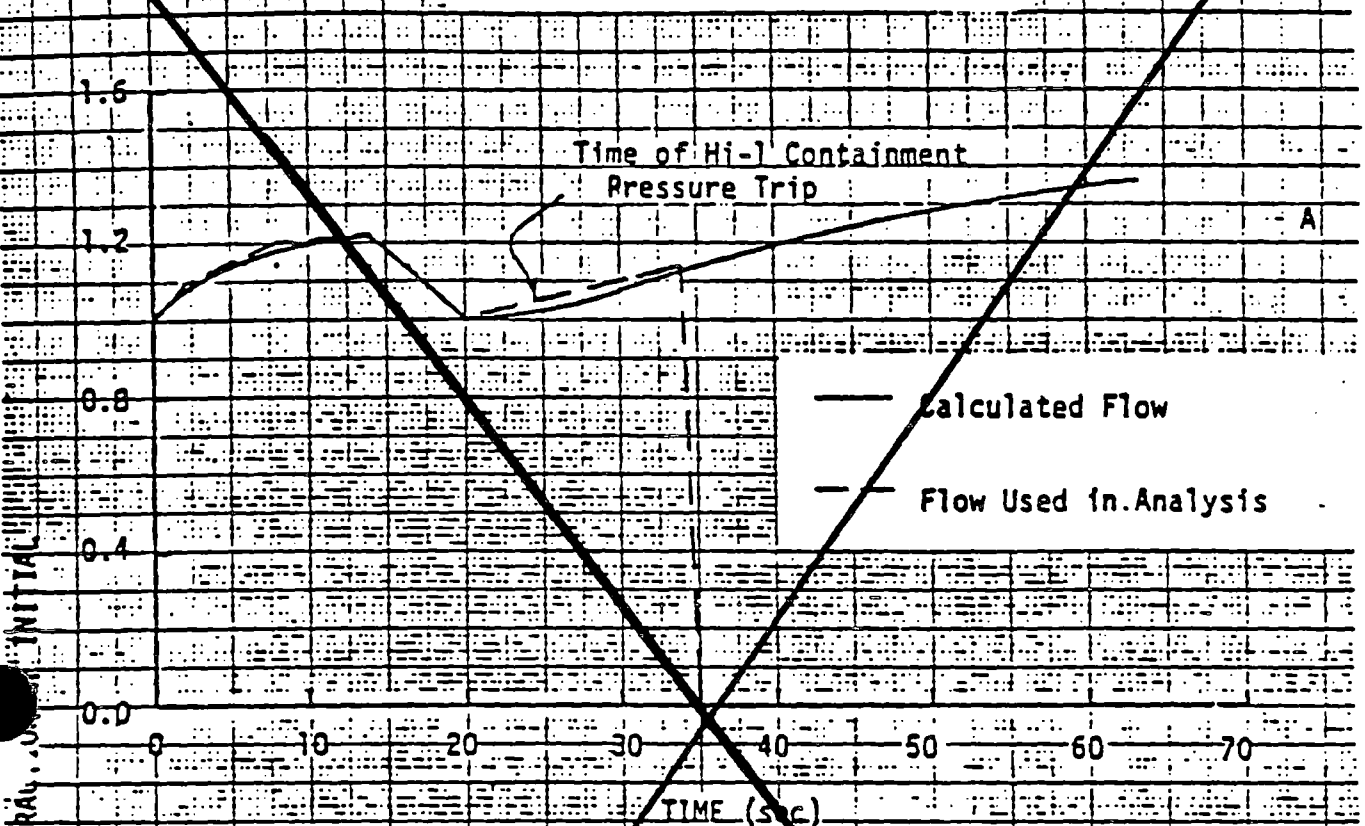 1.6
Time of Hi-1 Containment
Pressure Trip
1.2
A
0.8
Calculated Flow
Flow Used in.Analysis
0.4
INITIAL
0.0
0 10 20 30 40 50 60 70
TIME (sec)